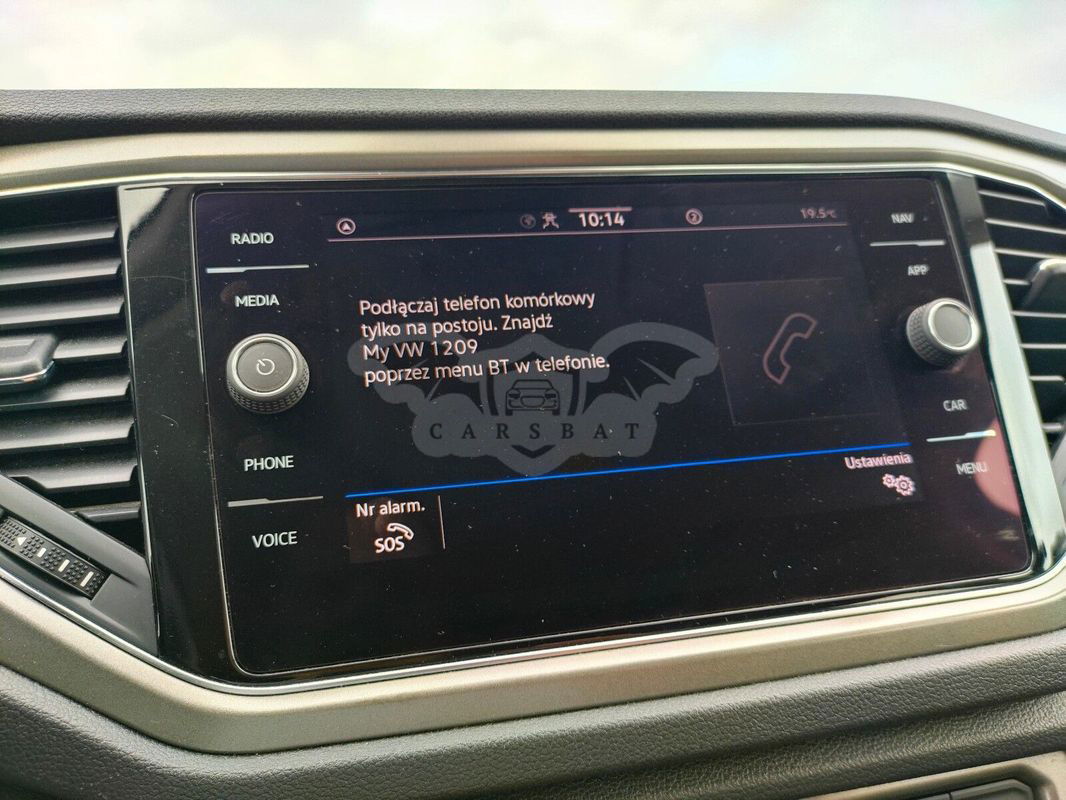 10:14
2
19.5°C
RADIO
MEDIA
PHONE
VOICE
Podłączaj telefon komórkowy
tylko na postoju. Znajdź
My VW 1209
poprzez menu BT w telefonie.
CARSBAT
Nr alarm.
SOS
Ustawienia
NAV
APP
CAR
MENU